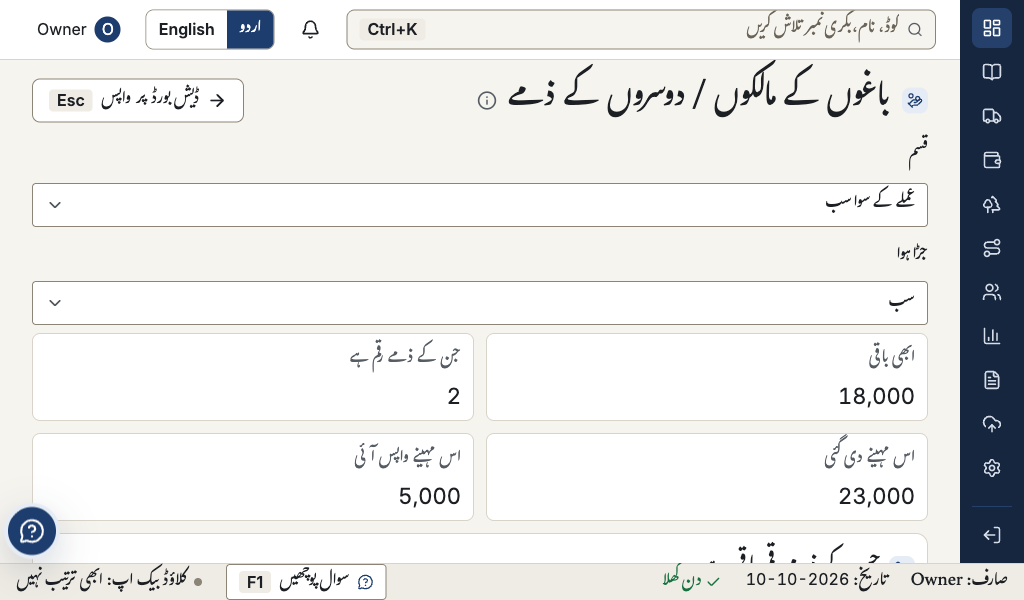 کوڈ، نام، بکری نمبر تلاش کریں Ctrl+K
اردو English
O Owner
باغوں کے مالکوں / دوسروں کے ذمے
ڈیش بورڈ پر واپس Esc
قسم
عملے کے سوا سب
جڑا ہوا
سب
ابھی باقی
18,000
جن کے ذمے رقم ہے
2
اس مہینے دی گئی
23,000
اس مہینے واپس آئی
5,000
صارف: Owner
تاریخ: 10-10-2026
دن کھلا
سوال پوچھیں F1
کلاؤڈ بیک اپ: ابھی ترتیب نہیں